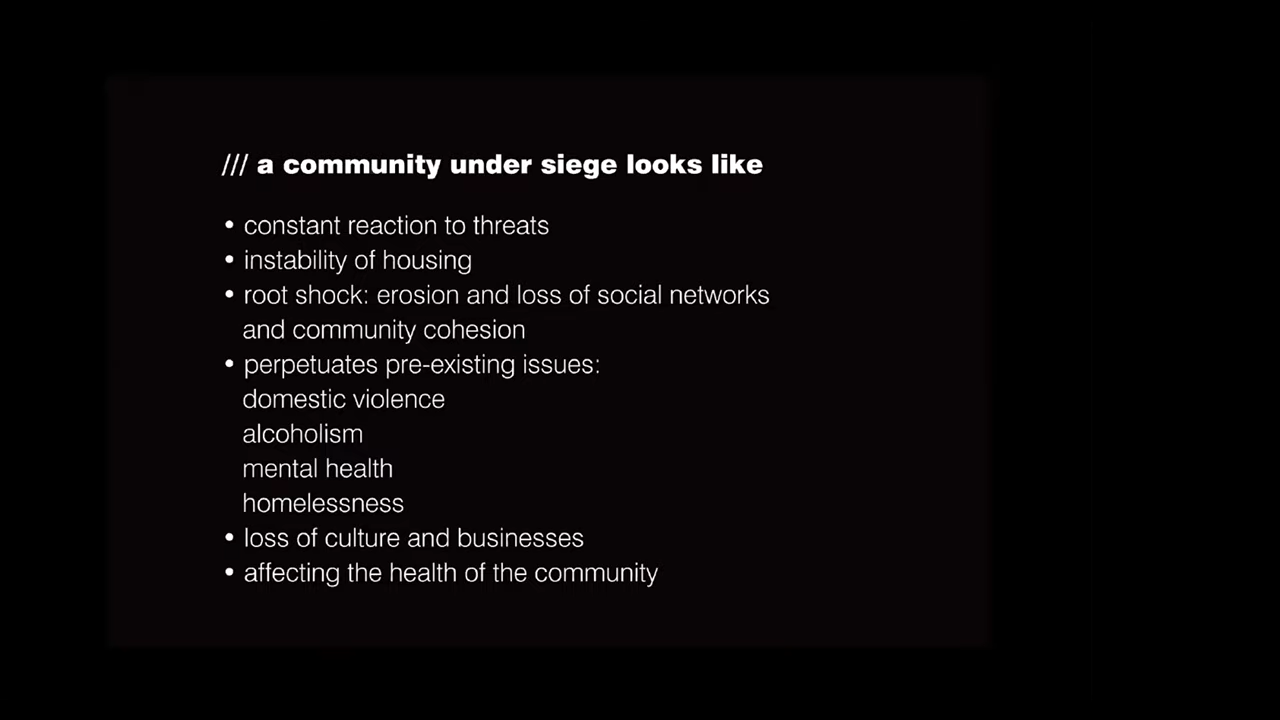 /// a community under siege looks like
• constant reaction to threats
• instability of housing
• root shock: erosion and loss of social networks
and community cohesion
• perpetuates pre-existing issues:
domestic violence
alcoholism
mental health
homelessness
• loss of culture and businesses
• affecting the health of the community